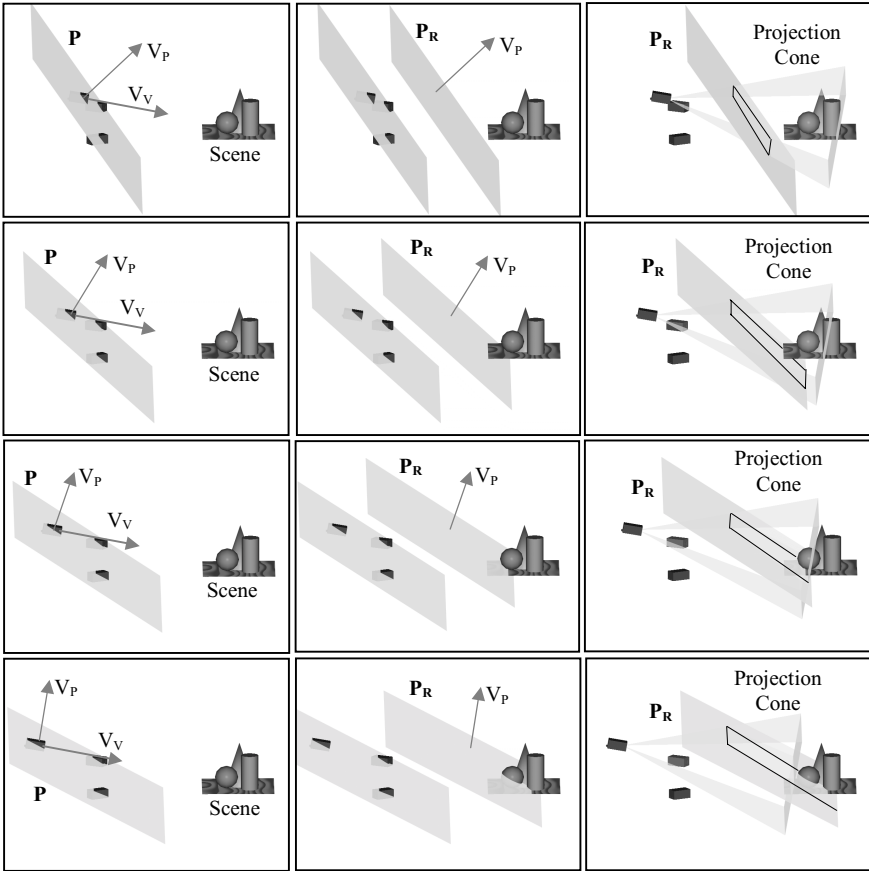 P
V_P
V_V
Scene
P_R
V_P
Projection
Cone
P_R
P
V_P
V_V
Scene
P_R
V_P
Projection
Cone
P_R
P
V_P
V_V
Scene
P_R
V_P
Projection
Cone
P_R
V_P
V_V
P
Scene
P_R
V_P
Projection
Cone
P_R